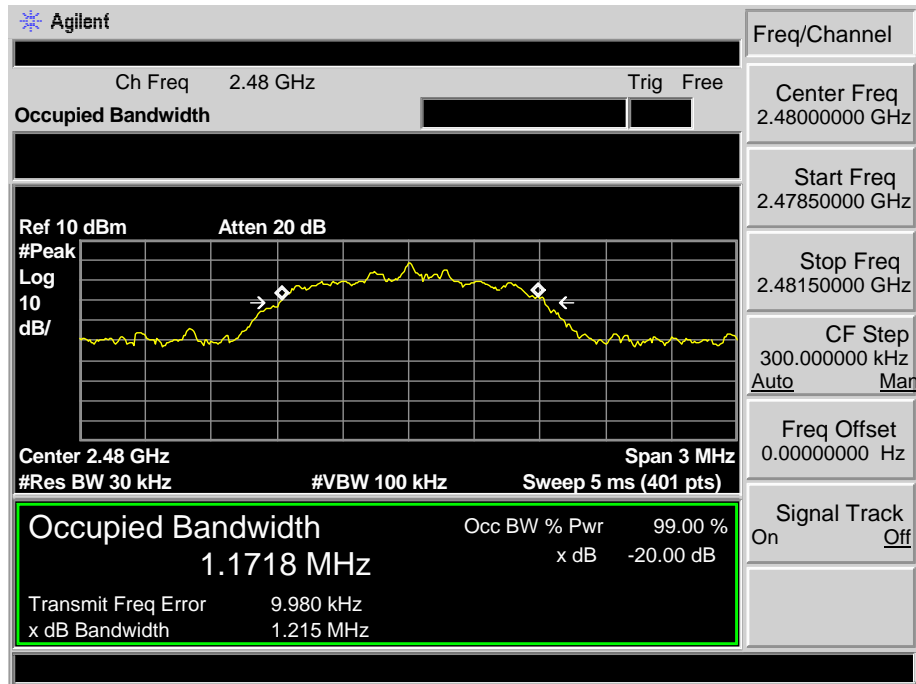 Agilent
Freq/Channel
Ch Freq 2.48 GHz Trig Free
Occupied Bandwidth
Center Freq
2.48000000 GHz
Start Freq
2.47850000 GHz
Ref 10 dBm Atten 20 dB
#Peak
Log
10
dB/
Stop Freq
2.48150000 GHz
CF Step
300.000000 kHz
Auto Man
Freq Offset
0.00000000 Hz
Center 2.48 GHz Span 3 MHz
#Res BW 30 kHz #VBW 100 kHz Sweep 5 ms (401 pts)
Signal Track
On Off
Occupied Bandwidth Occ BW % Pwr 99.00 %
1.1718 MHz x dB -20.00 dB
Transmit Freq Error 9.980 kHz
x dB Bandwidth 1.215 MHz